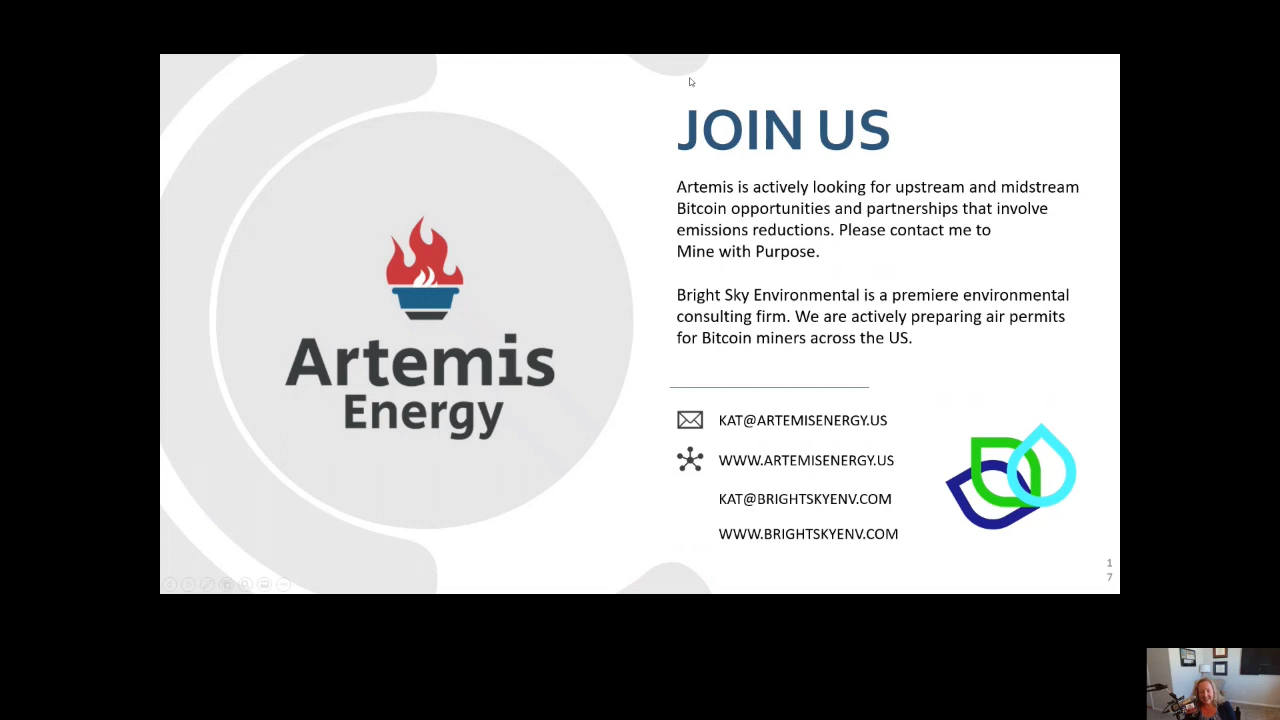 JOIN US
Artemis is actively looking for upstream and midstream
Bitcoin opportunities and partnerships that involve
emissions reductions. Please contact me to
Mine with Purpose.
Bright Sky Environmental is a premiere environmental
consulting firm. We are actively preparing air permits
for Bitcoin miners across the US.
Artemis
Energy
KAT@ARTEMISENERGY.US
WWW.ARTEMISENERGY.US
KAT@BRIGHTSKYENV.COM
WWW.BRIGHTSKYENV.COM
1
7